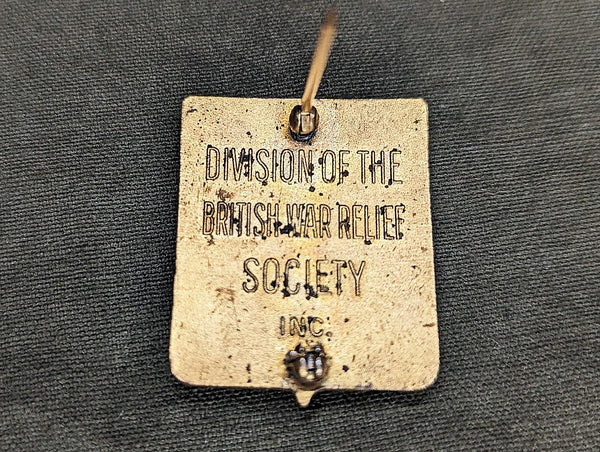 DIVISION OF THE
BRITISH WAR RELIEF
SOCIETY
INC.